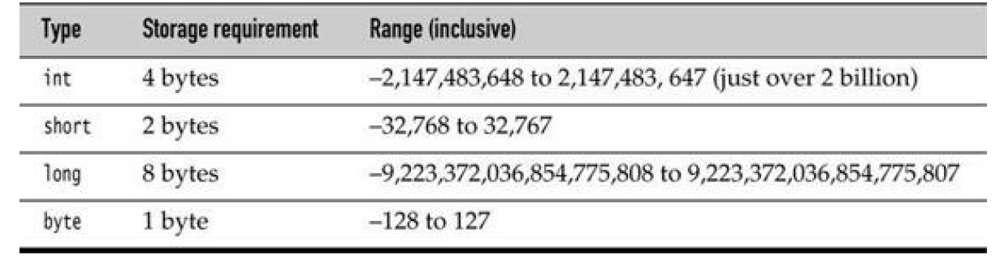 Type Storage requirement Range (inclusive)
int 4 bytes –2,147,483,648 to 2,147,483, 647 (just over 2 billion)
short 2 bytes –32,768 to 32,767
long 8 bytes –9,223,372,036,854,775,808 to 9,223,372,036,854,775,807
byte 1 byte –128 to 127